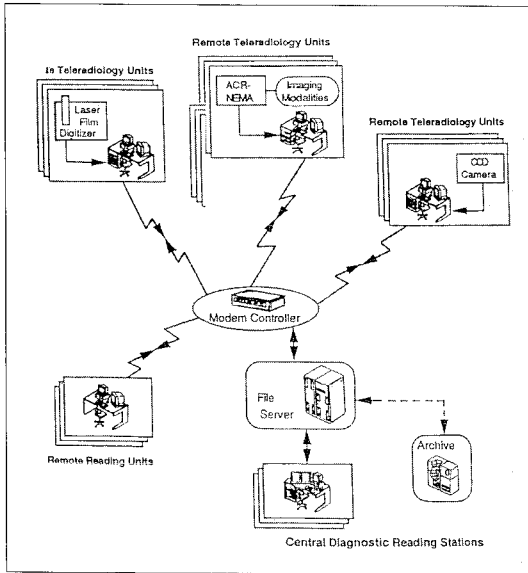 Remote Teleradiology Units
In Teleradiology Units
ACR-
NEMA
Imaging
Modalities
Laser
Film
Digitizer
Remote Teleradiology Units
CCD
Camera
Modem Controller
File
Server
Remote Reading Units
Archive
Central Diagnostic Reading Stations